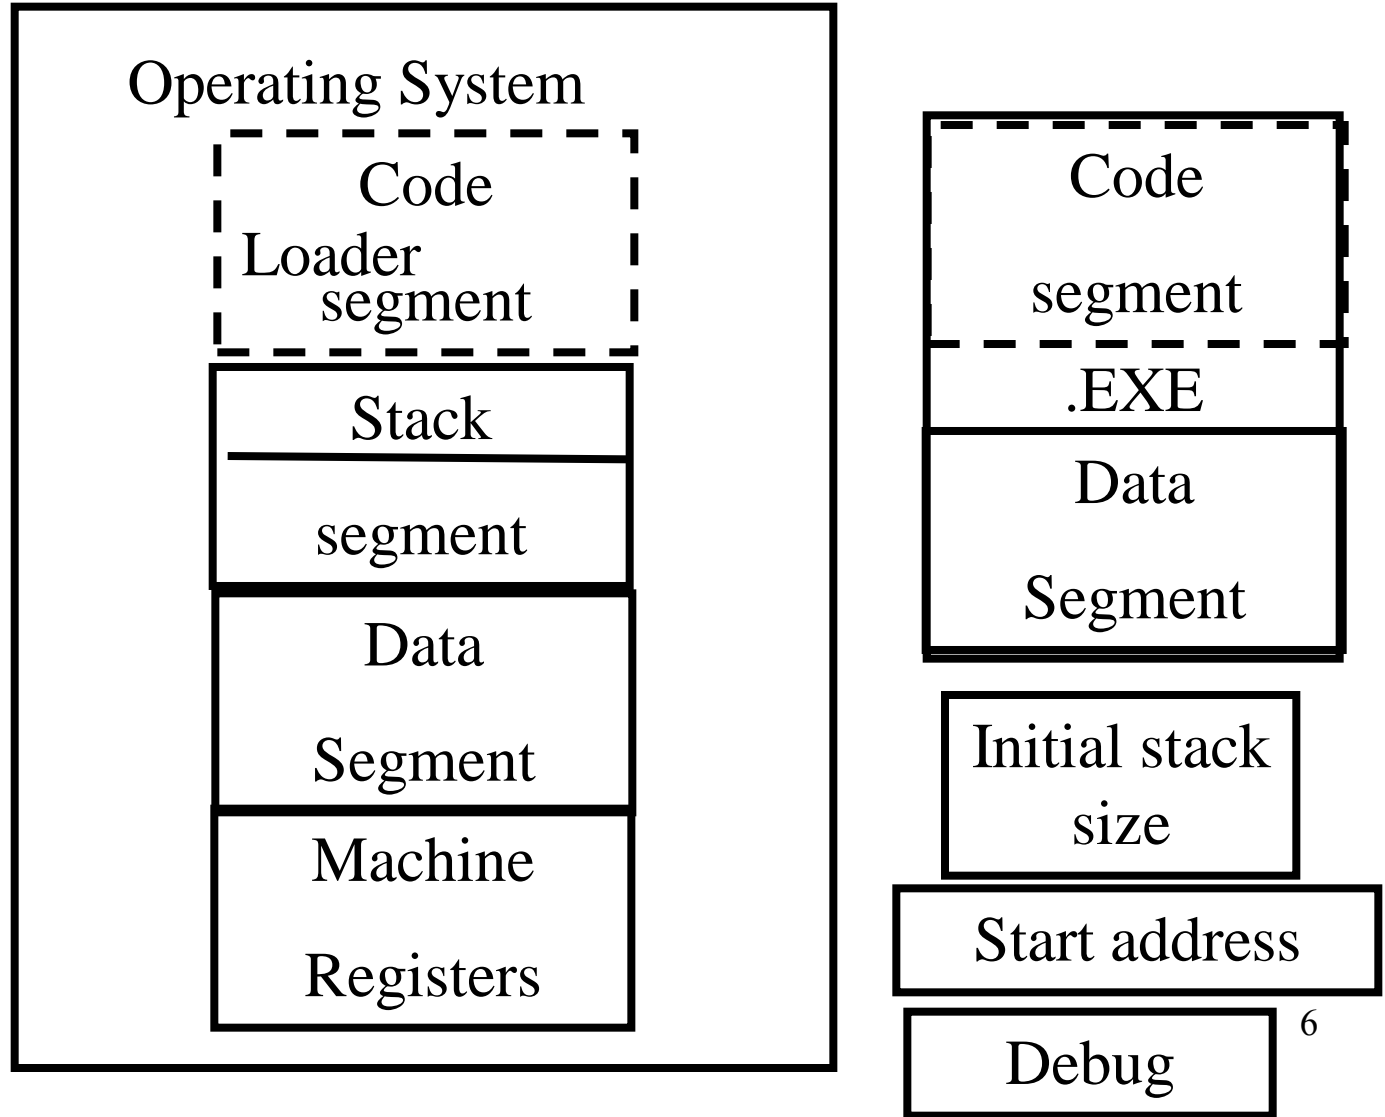 Operating System
Code
Loader
segment
Stack
segment
Data
Segment
Machine
Registers
Code
segment
.EXE
Data
Segment
Initial stack
size
Start address
Debug
6